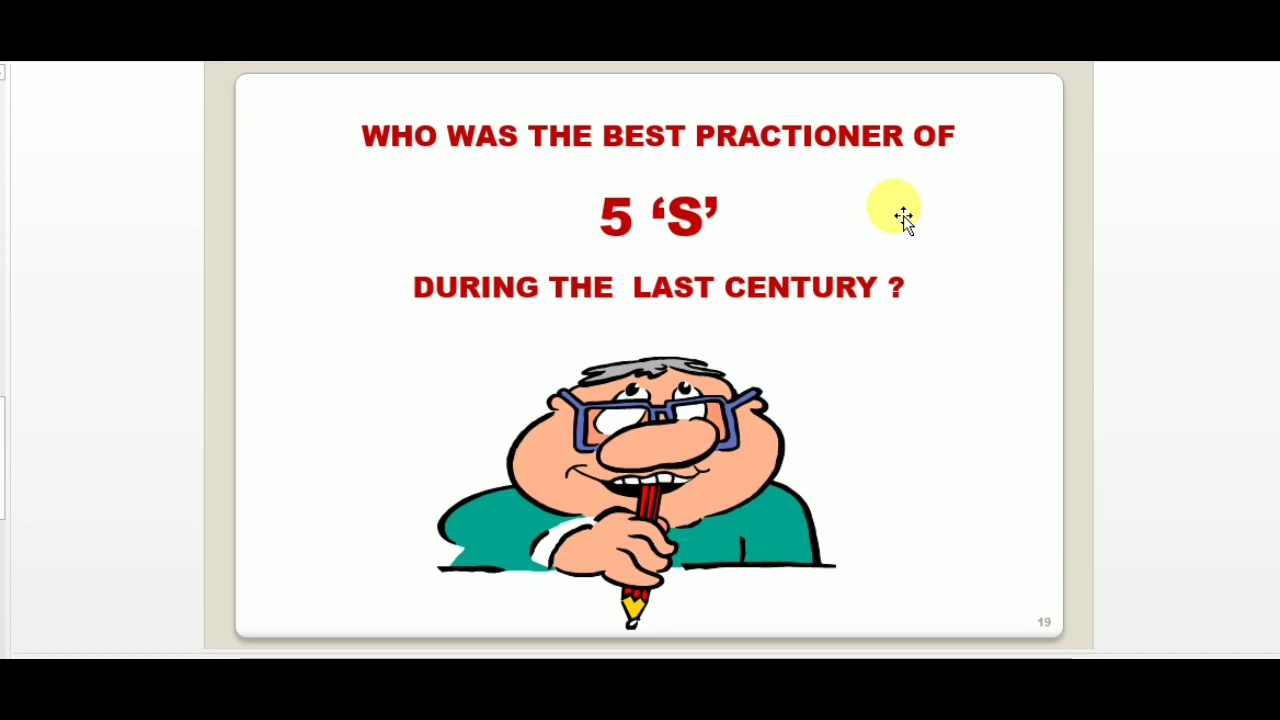 WHO WAS THE BEST PRACTIONER OF
5 ‘S’
DURING THE LAST CENTURY ?
19